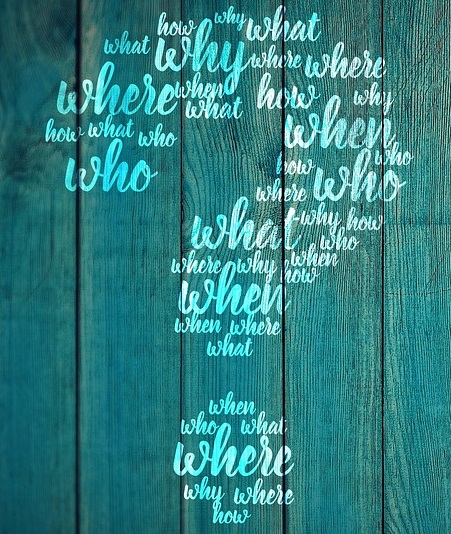 how why what
what why where where
where when how why
what when
how what who who
who how who
where
what why how
who
where why how when
when
when where
what
when
who what
where
why where
how